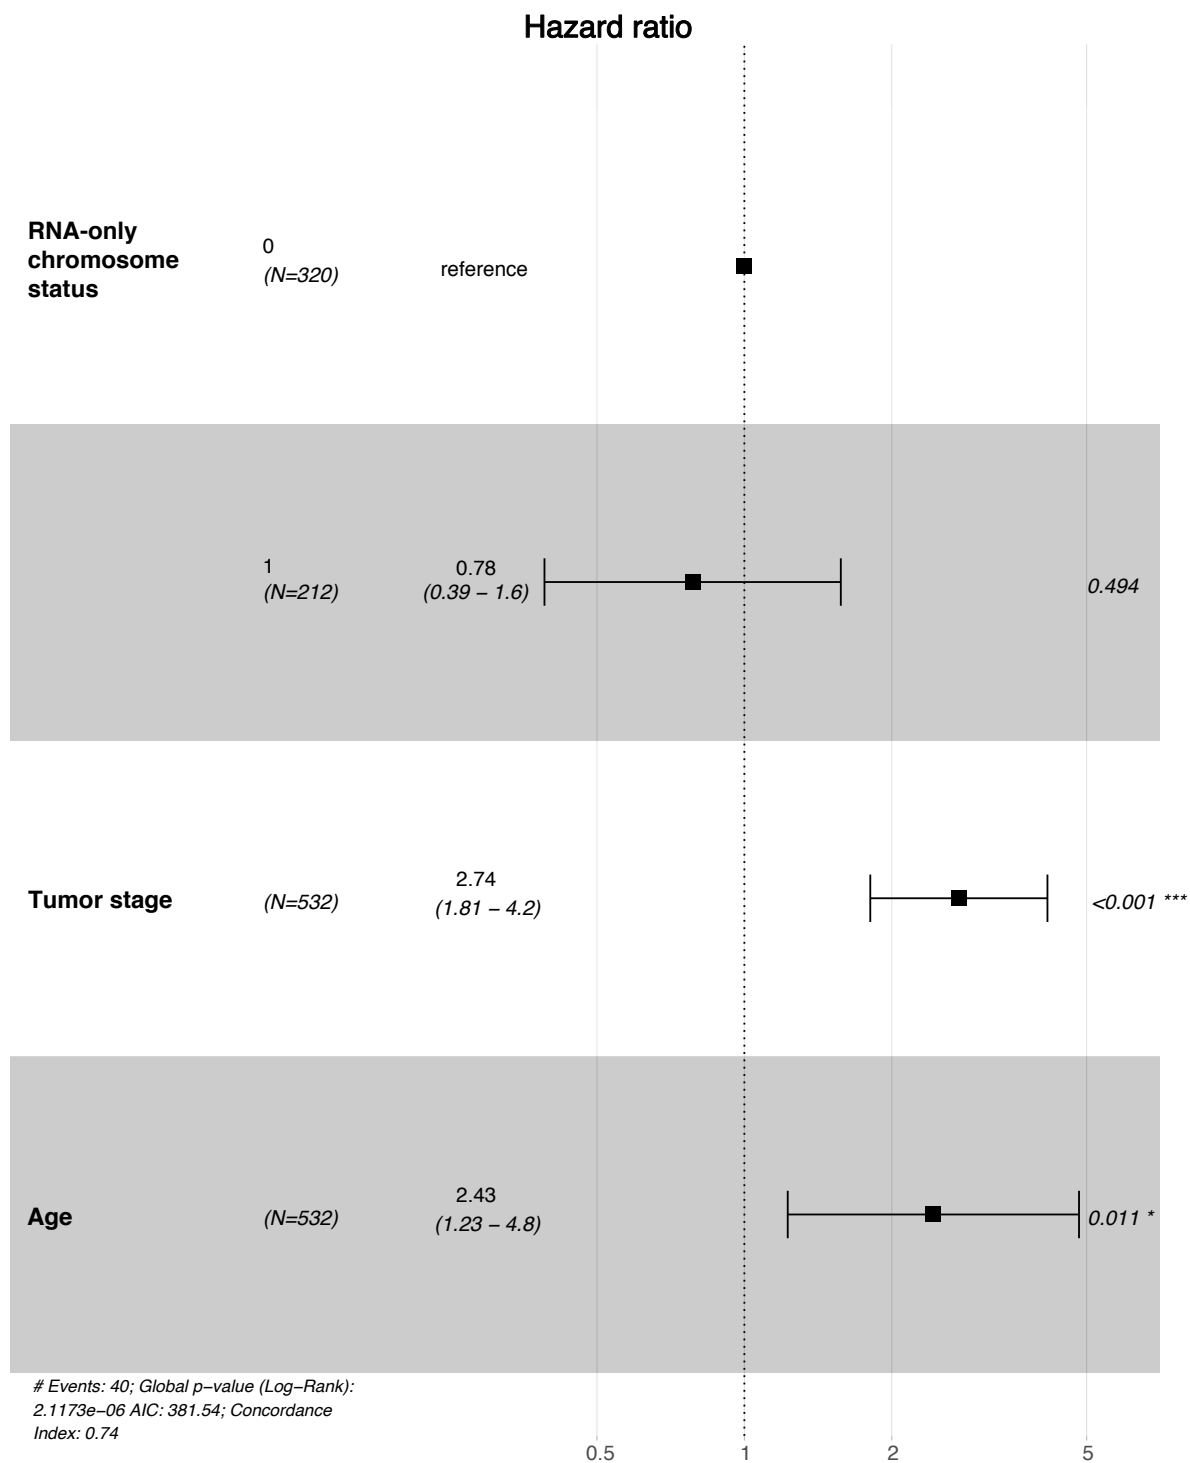 Hazard ratio
RNA-only
chromosome
status
0
(N=320)
reference
1
(N=212)
0.78
(0.39 – 1.6)
0.494
Tumor stage
(N=532)
2.74
(1.81 – 4.2)
<0.001 ***
Age
(N=532)
2.43
(1.23 – 4.8)
0.011 *
# Events: 40; Global p−value (Log−Rank):
2.1173e−06 AIC: 381.54; Concordance
Index: 0.74
0.5 1 2 5